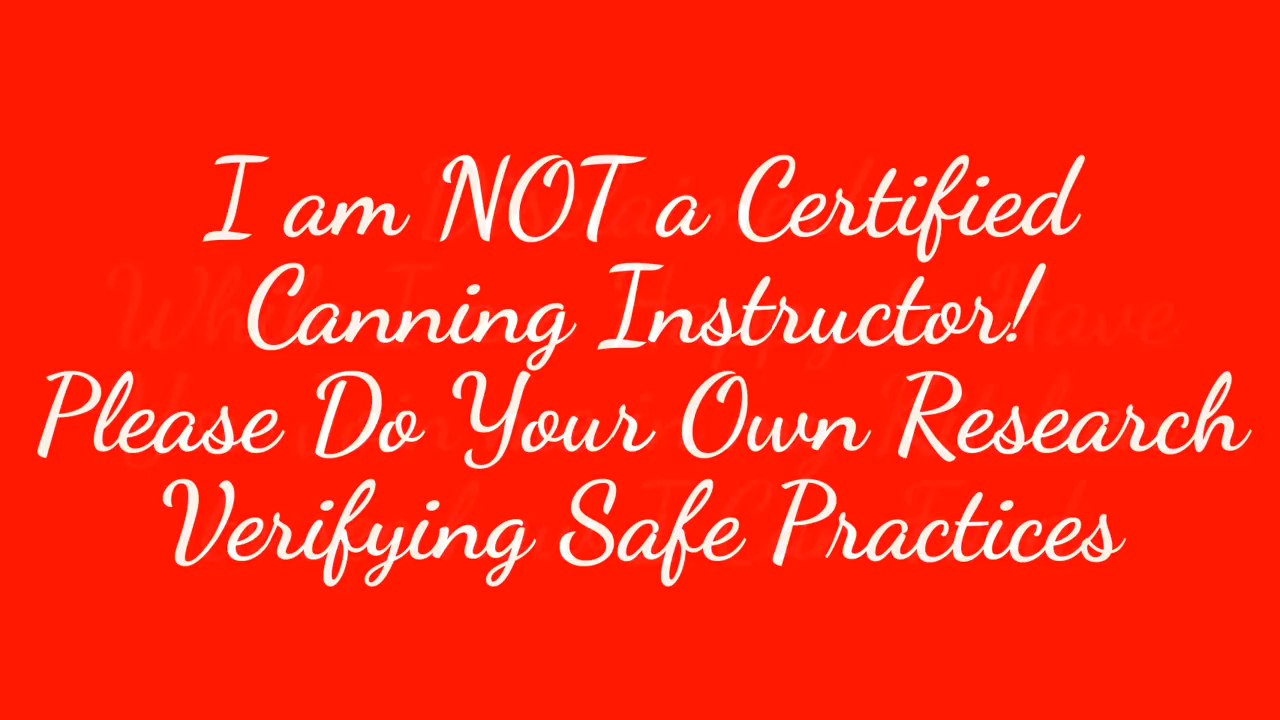 I am NOT a Certified
Canning Instructor!
Please Do Your Own Research
Verifying Safe Practices